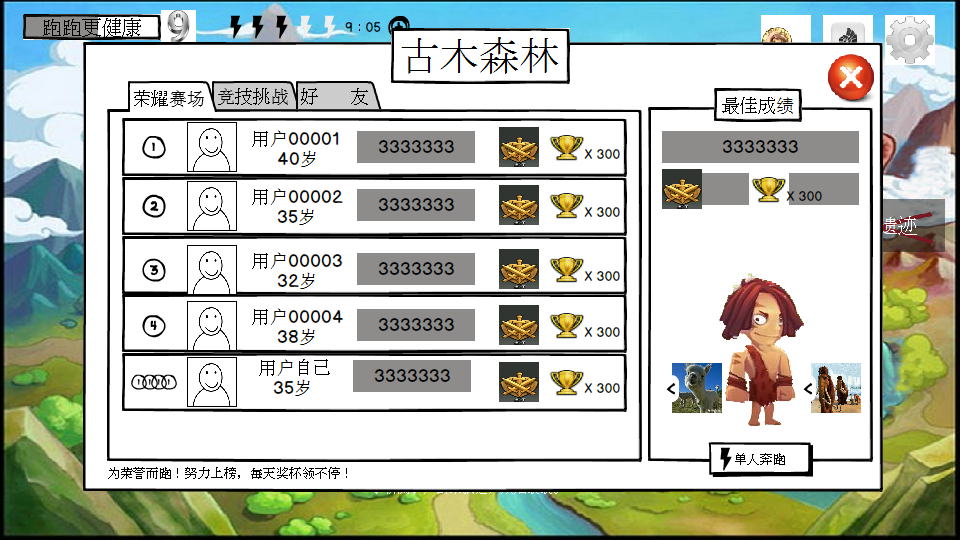 跑跑更健康
9
9：05
古木森林
荣耀赛场
竞技挑战
好 友
最佳成绩
1
用户00001
40岁
3333333
X 300
2
用户00002
35岁
3333333
X 300
3
用户00003
32岁
3333333
X 300
4
用户00004
38岁
3333333
X 300
11111
用户自己
35岁
3333333
X 300
3333333
X 300
遗迹
<
<
单人奔跑
为荣誉而跑！努力上榜，每天奖杯领不停！